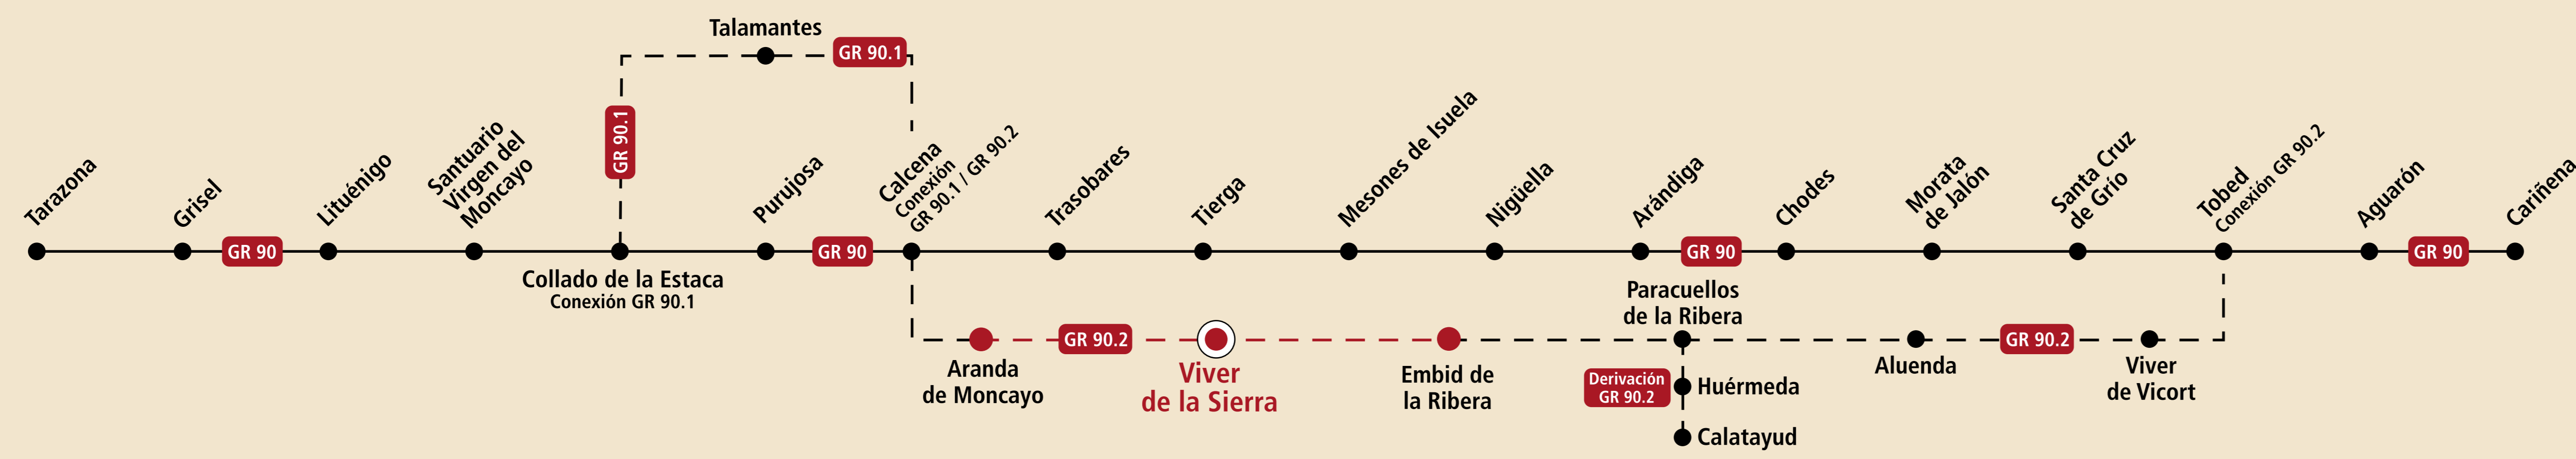 Talamantes
GR 90.1
GR 90.1
Tarazona
Grisel
GR 90
Lituénigo
Santuario
Virgen del
Moncayo
Collado de la Estaca
Conexión GR 90.1
Purujosa
GR 90
Calcena
Conexión
GR 90.1 / GR 90.2
Trasobares
Tierga
Mesones de Isuela
Nigüella
Arándiga
GR 90
Chodes
Morata
de Jalón
Santa Cruz
de Grío
Tobed
Conexión GR 90.2
Aguarón
GR 90
Cariñena
Aranda
de Moncayo
GR 90.2
Viver
de la Sierra
Embid de
la Ribera
Paracuellos
de la Ribera
Derivación
GR 90.2
Huérmeda
Calatayud
Aluenda
GR 90.2
Viver
de Vicort